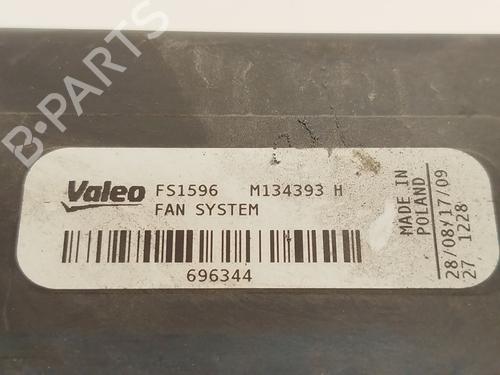 B-PARTS
Valeo FS1596 M134393 H
FAN SYSTEM
696344
MADE IN
POLAND
28/08/17/09
27 1228